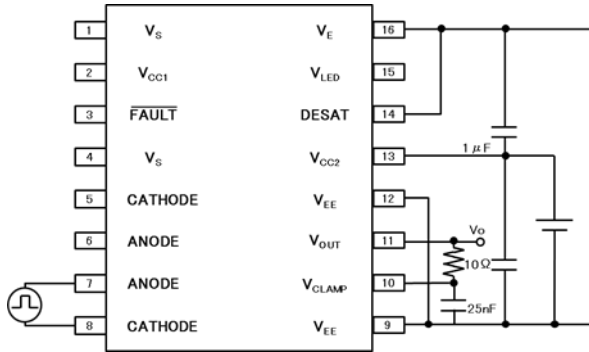 1 V_S V_E 16
2 V_CC1 V_LED 15
3 FAULT DESAT 14
4 V_S V_CC2 13
1μF
5 CATHODE V_EE 12
6 ANODE V_OUT 11
Vo
10Ω
7 ANODE V_CLAMP 10
25nF
8 CATHODE V_EE 9